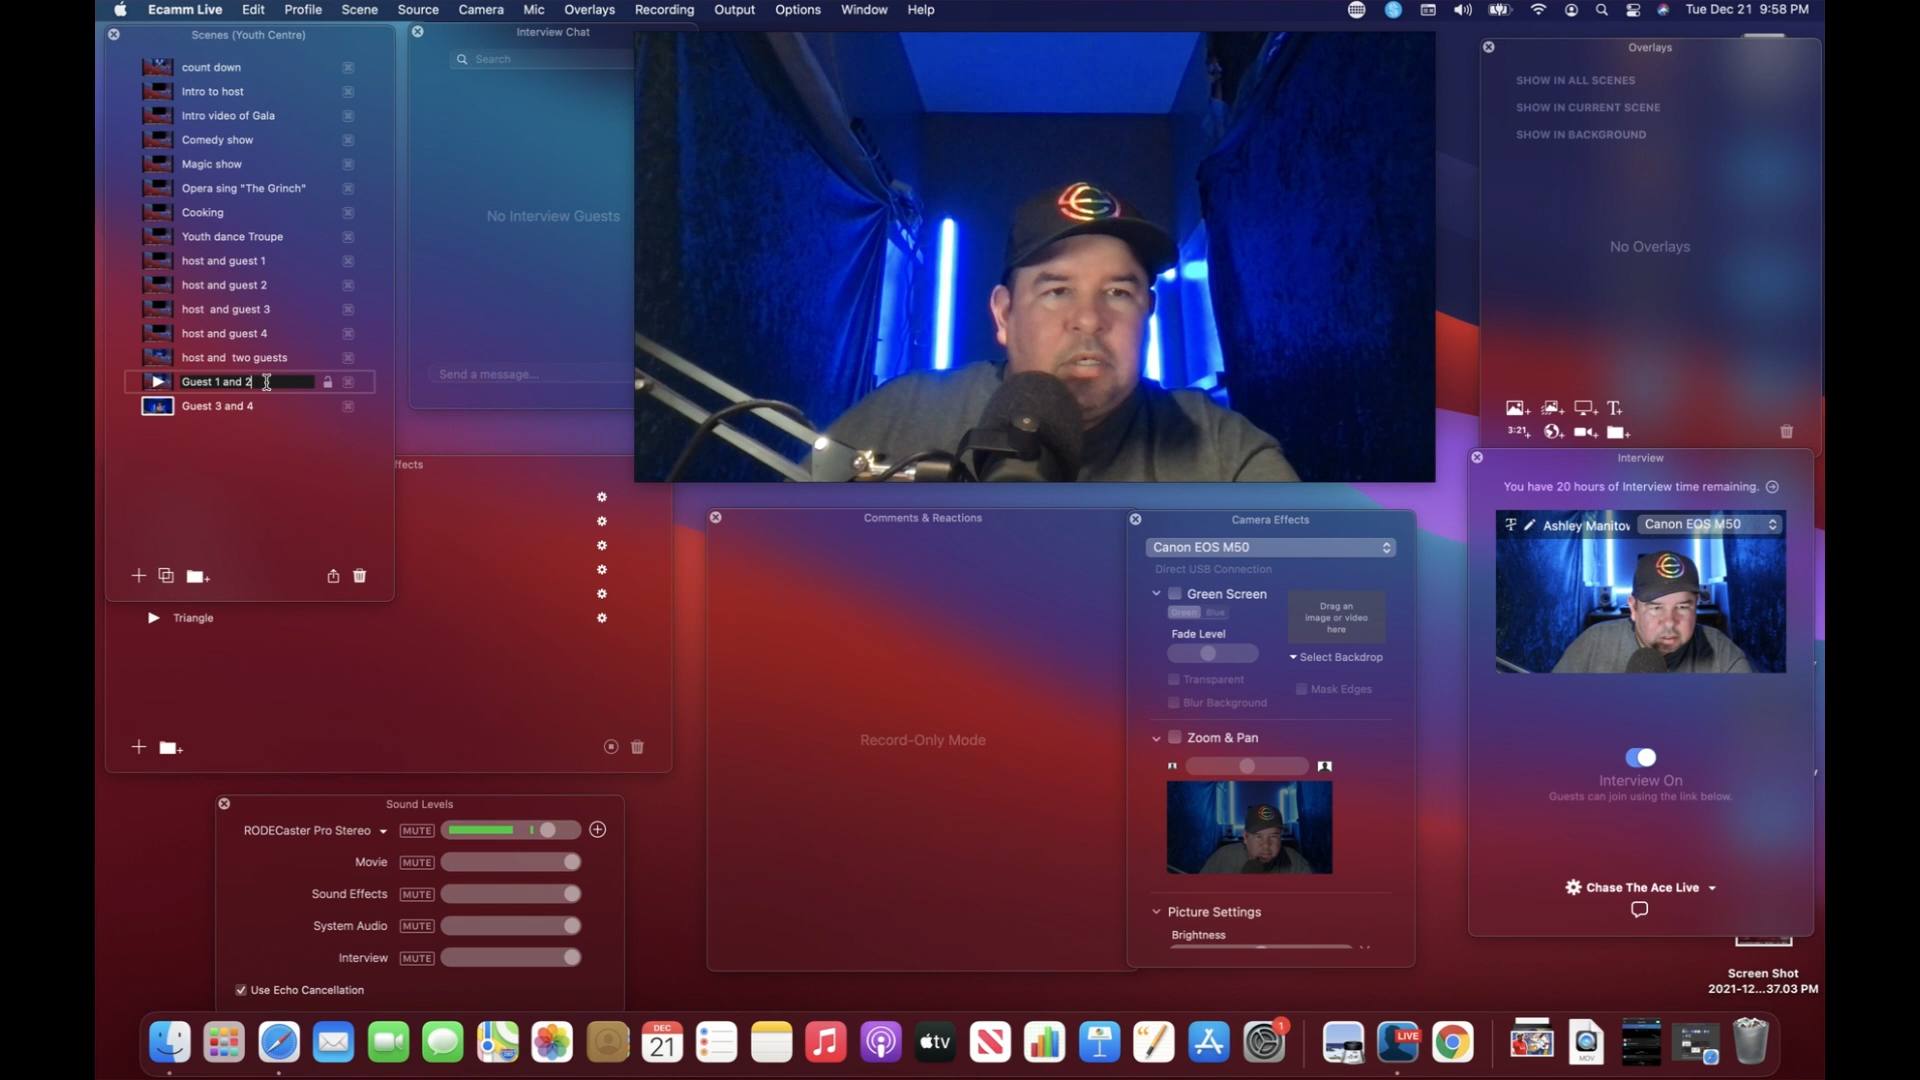 Ecamm Live Edit Profile Scene Source Camera Mic Overlays Recording Output Options Window Help Tue Dec 21 9:58 PM
Scenes (Youth Centre)
count down
Intro to host
Intro video of Gala
Comedy show
Magic show
Opera sing "The Grinch"
Cooking
Youth dance Troupe
host and guest 1
host and guest 2
host and guest 3
host and guest 4
host and two guests
Guest 1 and 2
Guest 3 and 4
Interview Chat
Search
No Interview Guests
Send a message...
ffects
Triangle
Sound Levels
RODECaster Pro Stereo MUTE
Movie MUTE
Sound Effects MUTE
System Audio MUTE
Interview MUTE
Use Echo Cancellation
Comments & Reactions
Record-Only Mode
Camera Effects
Canon EOS M50
Direct USB Connection
Green Screen
Green Blue
Drag an
image or video
here
Fade Level
Select Backdrop
Transparent
Mask Edges
Blur Background
Zoom & Pan
Picture Settings
Brightness
Overlays
SHOW IN ALL SCENES
SHOW IN CURRENT SCENE
SHOW IN BACKGROUND
No Overlays
3:21+
Interview
You have 20 hours of Interview time remaining.
Ashley Manitov Canon EOS M50
Interview On
Guests can join using the link below.
Chase The Ace Live
Screen Shot
2021-12...37.03 PM
DEC
21
tv
1
LIVE
MOV